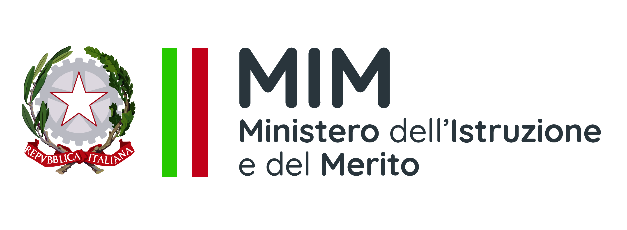 REPVBBLICA ITALIANA
MIM
Ministero dell'Istruzione
e del Merito